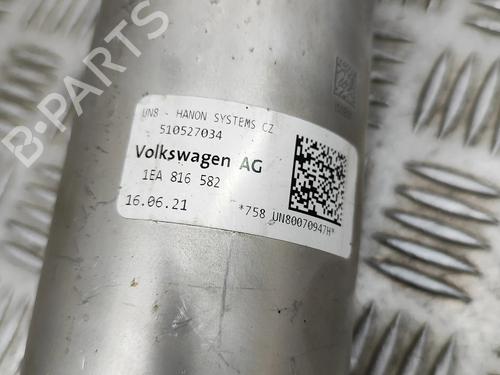 B-PARTS
UN8 - HANON SYSTEMS CZ
510527034
Volkswagen AG
1EA 816 582
16.06.21 *758 UN80070947H*